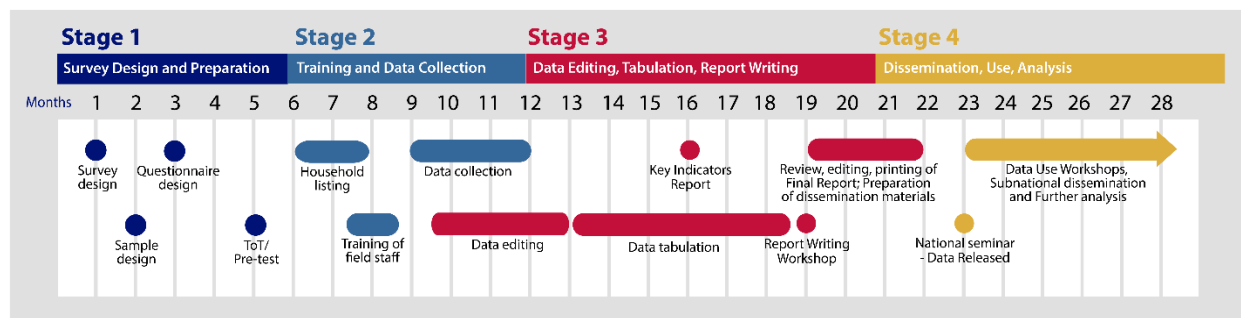 Stage 1
Stage 2
Stage 3
Stage 4
Survey Design and Preparation
Training and Data Collection
Data Editing, Tabulation, Report Writing
Dissemination, Use, Analysis
Months 1 2 3 4 5 6 7 8 9 10 11 12 13 14 15 16 17 18 19 20 21 22 23 24 25 26 27 28
Survey
design
Questionnaire
design
Household
listing
Data collection
Key Indicators
Report
Review, editing, printing of
Final Report; Preparation
of dissemination materials
Data Use Workshops,
Subnational dissemination
and Further analysis
Sample
design
ToT/
Pre-test
Training of
field staff
Data editing
Data tabulation
Report Writing
Workshop
National seminar
- Data Released